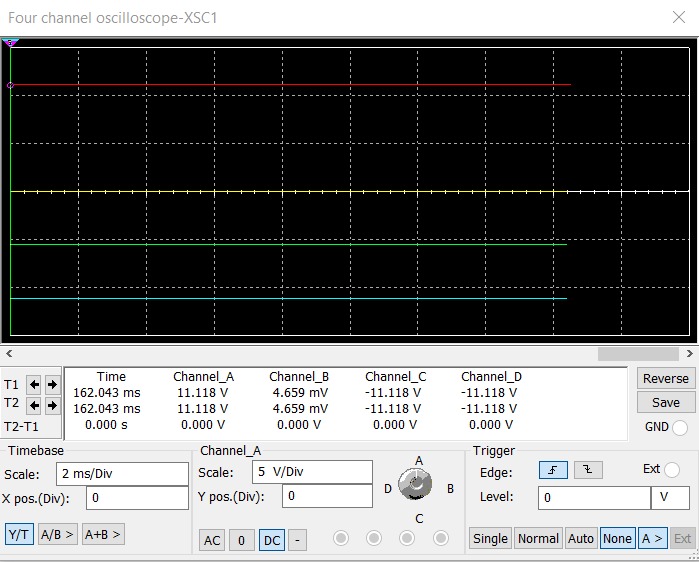 Four channel oscilloscope-XSC1
Time Channel_A Channel_B Channel_C Channel_D
T1 162.043 ms 11.118 V 4.659 mV -11.118 V -11.118 V
T2 162.043 ms 11.118 V 4.659 mV -11.118 V -11.118 V
T2-T1 0.000 s 0.000 V 0.000 V 0.000 V 0.000 V
Reverse
Save
GND
Timebase
Scale: 2 ms/Div
X pos.(Div): 0
Y/T A/B > A+B >
Channel_A
Scale: 5 V/Div
Y pos.(Div): 0
AC 0 DC -
A
D B
C
Trigger
Edge: Ext
Level: 0 V
Single Normal Auto None A > Ext